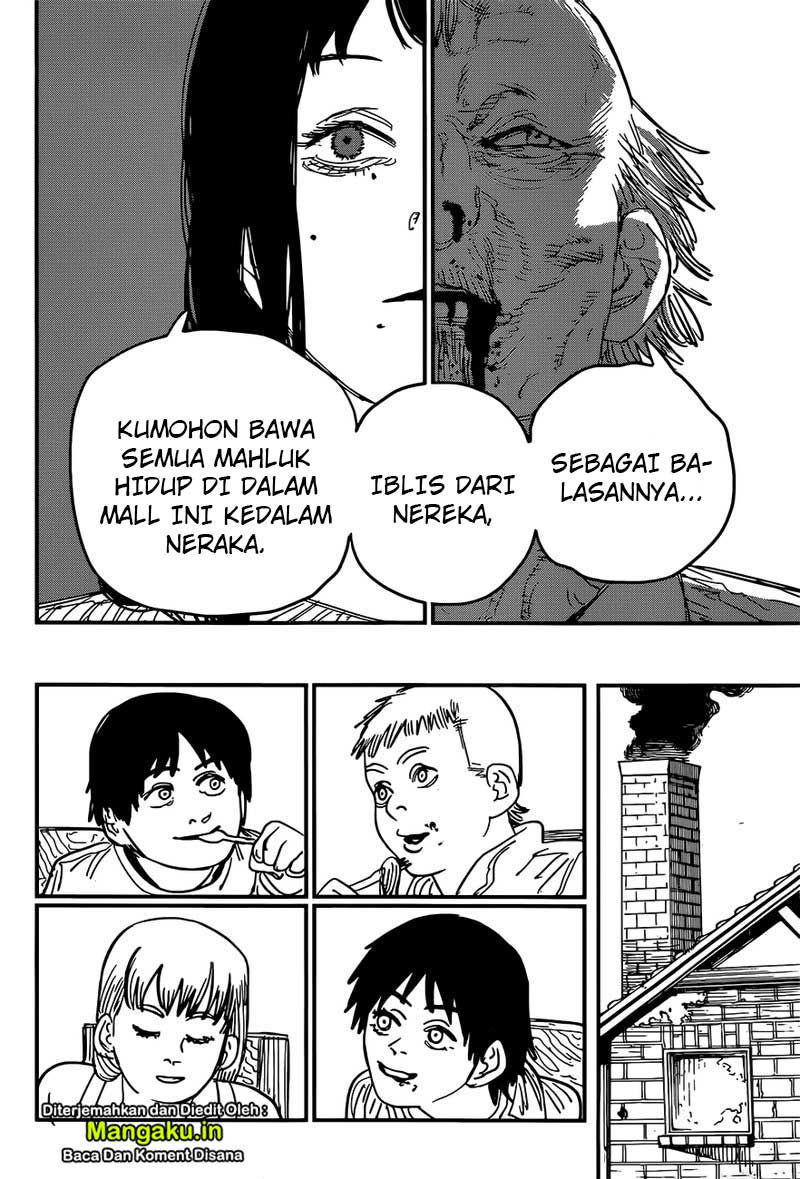 SEBAGAI BA-
LASANNYA...
IBLIS DARI
NEREKA,
KUMOHON BAWA
SEMUA MAHLUK
HIDUP DI DALAM
MALL INI KEDALAM
NERAKA.
Diterjemahkan dan Diedit Oleh :
Mangaku.in
Baca Dan Koment Disana